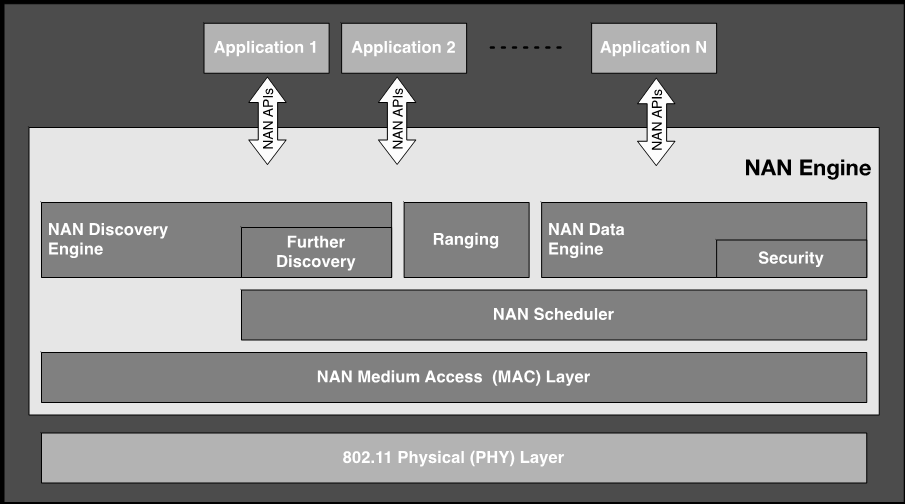 Application 1
Application 2
Application N
NAN APIs
NAN APIs
NAN APIs
NAN Engine
NAN Discovery
Engine
Further
Discovery
Ranging
NAN Data
Engine
Security
NAN Scheduler
NAN Medium Access (MAC) Layer
802.11 Physical (PHY) Layer